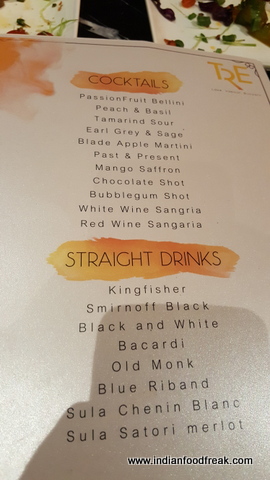 TRE
COCKTAILS
PassionFruit Bellini
Peach & Basil
Tamarind Sour
Earl Grey & Sage
Blade Apple Martini
Past & Present
Mango Saffron
Chocolate Shot
Bubblegum Shot
White Wine Sangria
Red Wine Sangaria
STRAIGHT DRINKS
Kingfisher
Smirnoff Black
Black and White
Bacardi
Old Monk
Blue Riband
Sula Chenin Blanc
Sula Satori merlot
www.indianfoodfreak.com